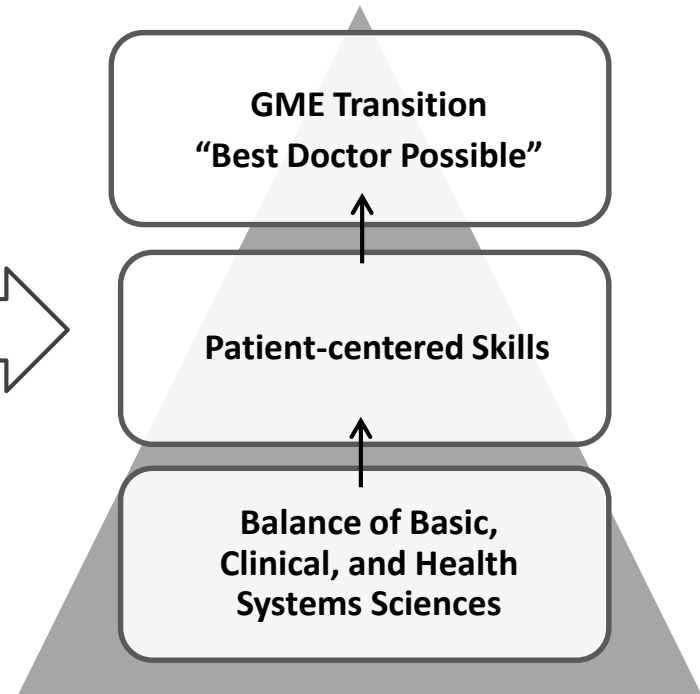 GME Transition
“Best Doctor Possible”
Patient-centered Skills
Balance of Basic,
Clinical, and Health
Systems Sciences